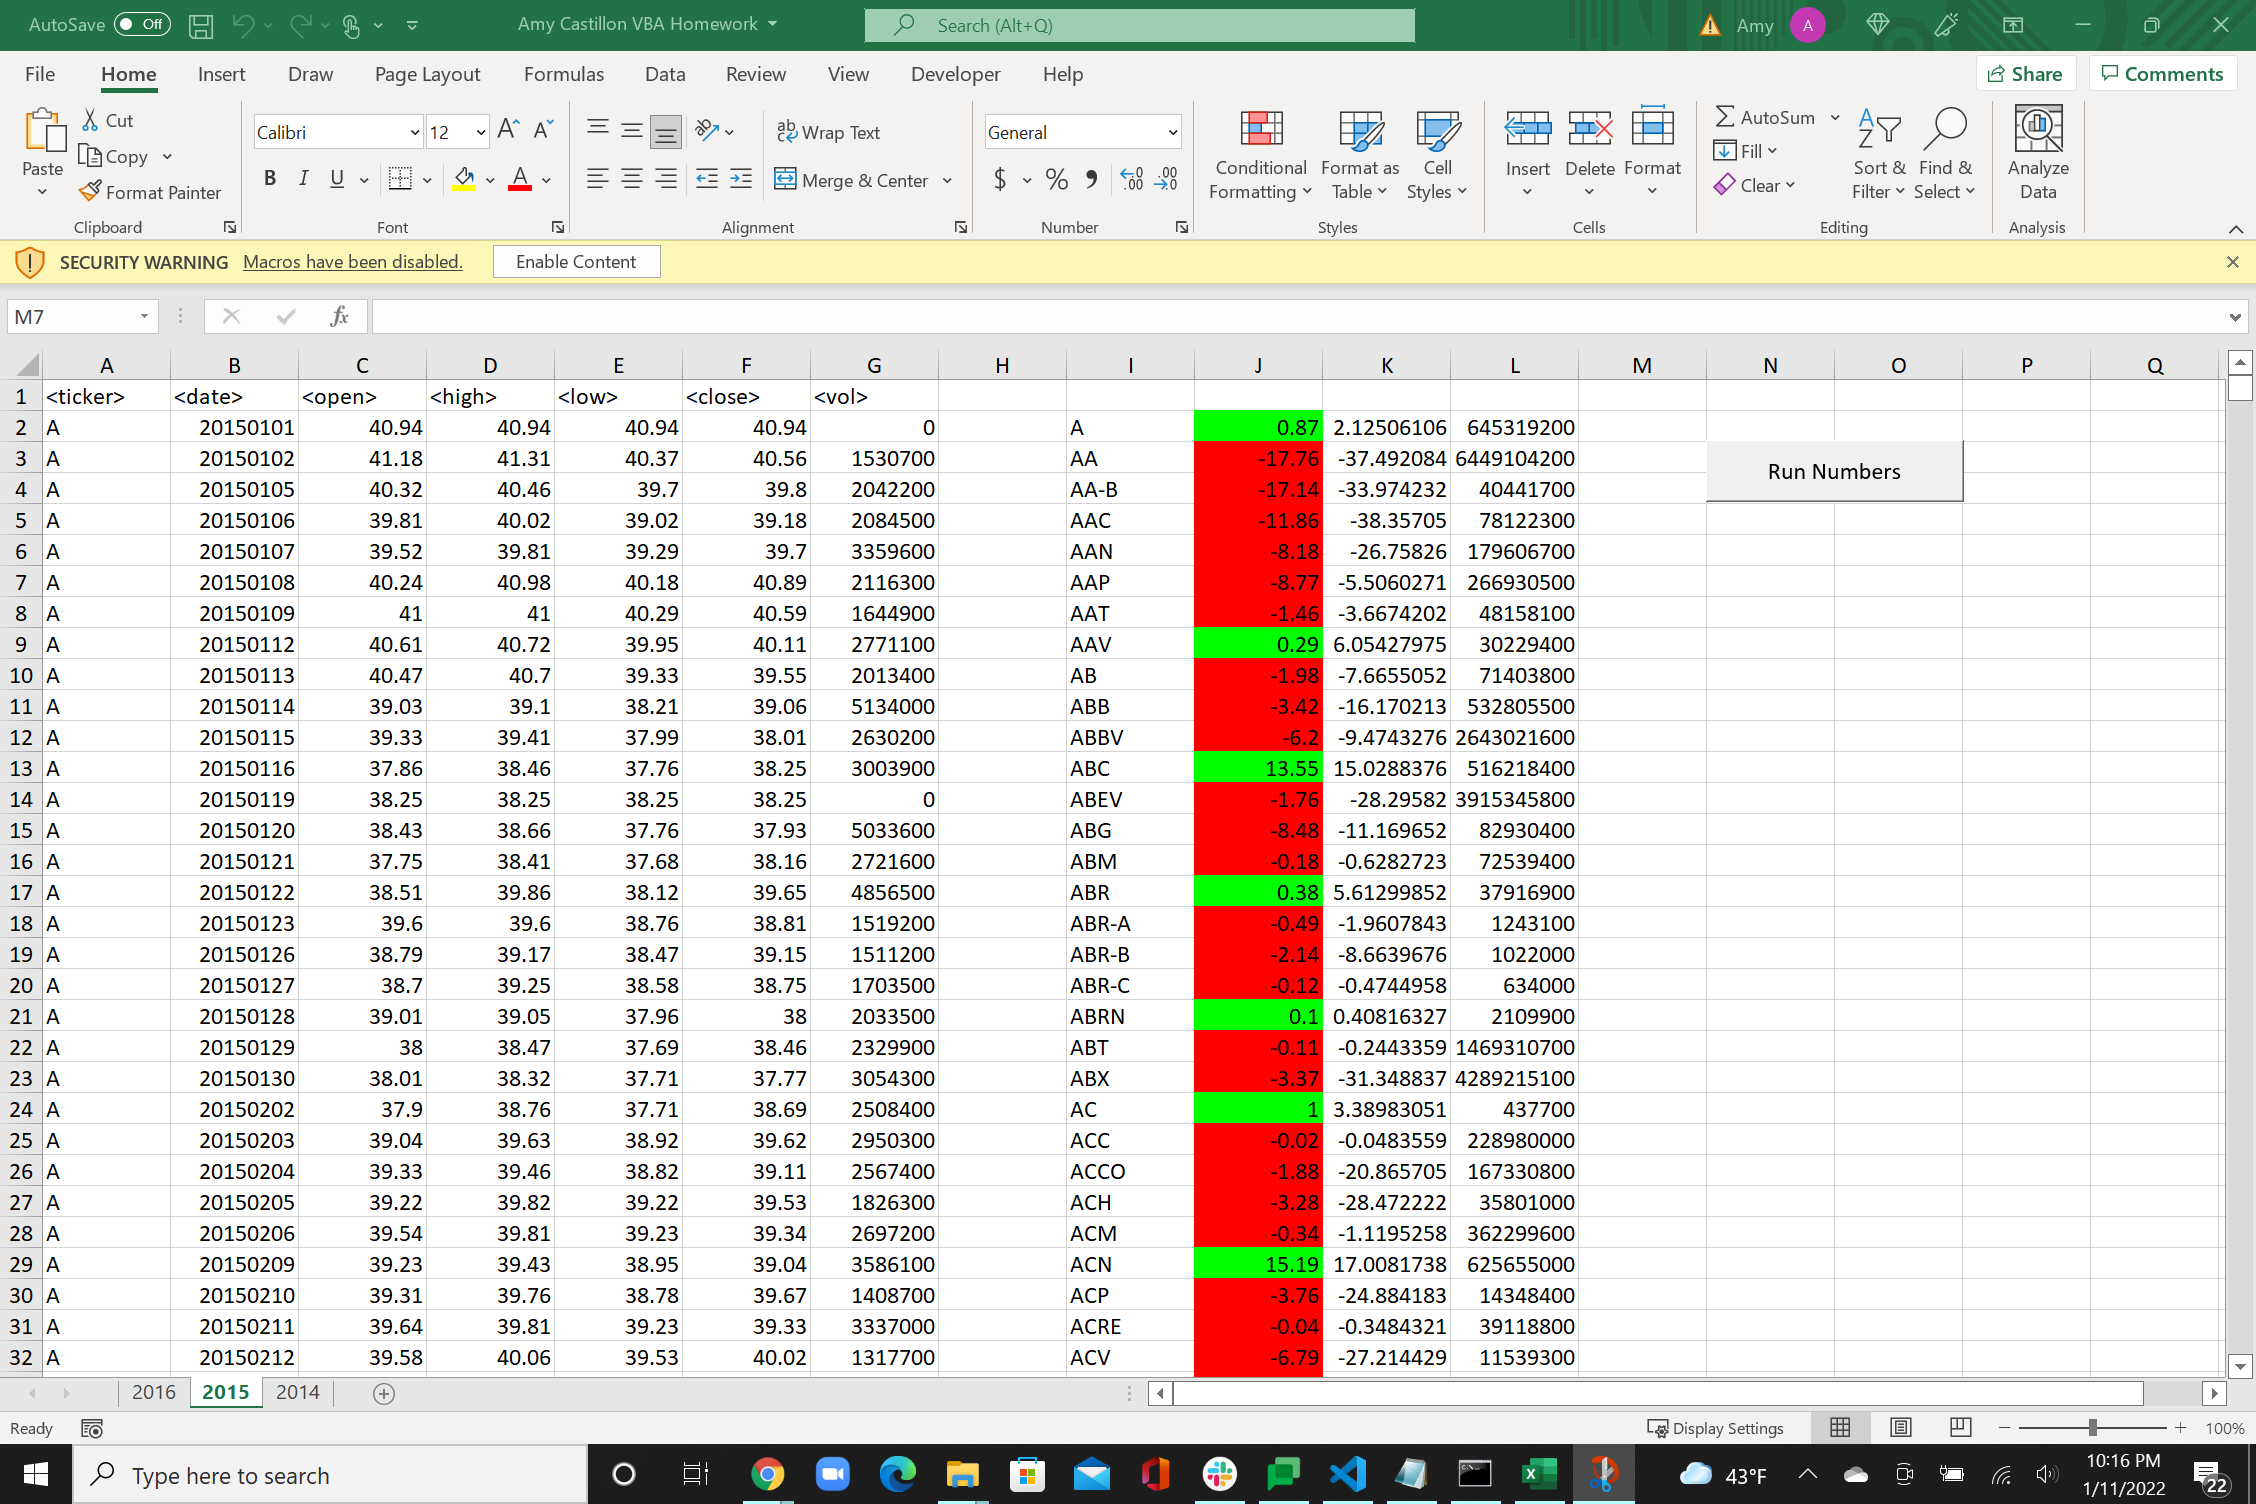 AutoSave Off Amy Castillon VBA Homework Search (Alt+Q) Amy A
File Home Insert Draw Page Layout Formulas Data Review View Developer Help Share Comments
Paste Cut Copy Format Painter Clipboard
Calibri 12 A A B I U A Font
ab Wrap Text Merge & Center Alignment
General $ % 9 .00 .00 Number
Conditional Formatting Format as Table Cell Styles Styles
Insert Delete Format Cells
AutoSum Fill Clear Sort & Filter Find & Select Editing
Analyze Data Analysis
SECURITY WARNING Macros have been disabled. Enable Content
M7 fx
A B C D E F G H I J K L M N O P Q
1 <ticker> <date> <open> <high> <low> <close> <vol>
2 A 20150101 40.94 40.94 40.94 40.94 0 A 0.87 2.12506106 645319200
3 A 20150102 41.18 41.31 40.37 40.56 1530700 AA -17.76 -37.492084 6449104200
Run Numbers
4 A 20150105 40.32 40.46 39.7 39.8 2042200 AA-B -17.14 -33.974232 40441700
5 A 20150106 39.81 40.02 39.02 39.18 2084500 AAC -11.86 -38.35705 78122300
6 A 20150107 39.52 39.81 39.29 39.7 3359600 AAN -8.18 -26.75826 179606700
7 A 20150108 40.24 40.98 40.18 40.89 2116300 AAP -8.77 -5.5060271 266930500
8 A 20150109 41 41 40.29 40.59 1644900 AAT -1.46 -3.6674202 48158100
9 A 20150112 40.61 40.72 39.95 40.11 2771100 AAV 0.29 6.05427975 30229400
10 A 20150113 40.47 40.7 39.33 39.55 2013400 AB -1.98 -7.6655052 71403800
11 A 20150114 39.03 39.1 38.21 39.06 5134000 ABB -3.42 -16.170213 532805500
12 A 20150115 39.33 39.41 37.99 38.01 2630200 ABBV -6.2 -9.4743276 2643021600
13 A 20150116 37.86 38.46 37.76 38.25 3003900 ABC 13.55 15.0288376 516218400
14 A 20150119 38.25 38.25 38.25 38.25 0 ABEV -1.76 -28.29582 3915345800
15 A 20150120 38.43 38.66 37.76 37.93 5033600 ABG -8.48 -11.169652 82930400
16 A 20150121 37.75 38.41 37.68 38.16 2721600 ABM -0.18 -0.6282723 72539400
17 A 20150122 38.51 39.86 38.12 39.65 4856500 ABR 0.38 5.61299852 37916900
18 A 20150123 39.6 39.6 38.76 38.81 1519200 ABR-A -0.49 -1.9607843 1243100
19 A 20150126 38.79 39.17 38.47 39.15 1511200 ABR-B -2.14 -8.6639676 1022000
20 A 20150127 38.7 39.25 38.58 38.75 1703500 ABR-C -0.12 -0.4744958 634000
21 A 20150128 39.01 39.05 37.96 38 2033500 ABRN 0.1 0.40816327 2109900
22 A 20150129 38 38.47 37.69 38.46 2329900 ABT -0.11 -0.2443359 1469310700
23 A 20150130 38.01 38.32 37.71 37.77 3054300 ABX -3.37 -31.348837 4289215100
24 A 20150202 37.9 38.76 37.71 38.69 2508400 AC 1 3.38983051 437700
25 A 20150203 39.04 39.63 38.92 39.62 2950300 ACC -0.02 -0.0483559 228980000
26 A 20150204 39.33 39.46 38.82 39.11 2567400 ACCO -1.88 -20.865705 167330800
27 A 20150205 39.22 39.82 39.22 39.53 1826300 ACH -3.28 -28.472222 35801000
28 A 20150206 39.54 39.81 39.23 39.34 2697200 ACM -0.34 -1.1195258 362299600
29 A 20150209 39.23 39.43 38.95 39.04 3586100 ACN 15.19 17.0081738 625655000
30 A 20150210 39.31 39.76 38.78 39.67 1408700 ACP -3.76 -24.884183 14348400
31 A 20150211 39.64 39.81 39.23 39.33 3337000 ACRE -0.04 -0.3484321 39118800
32 A 20150212 39.58 40.06 39.53 40.02 1317700 ACV -6.79 -27.214429 11539300
2016 2015 2014
Ready Display Settings 100%
Type here to search 43°F 10:16 PM
1/11/2022 22